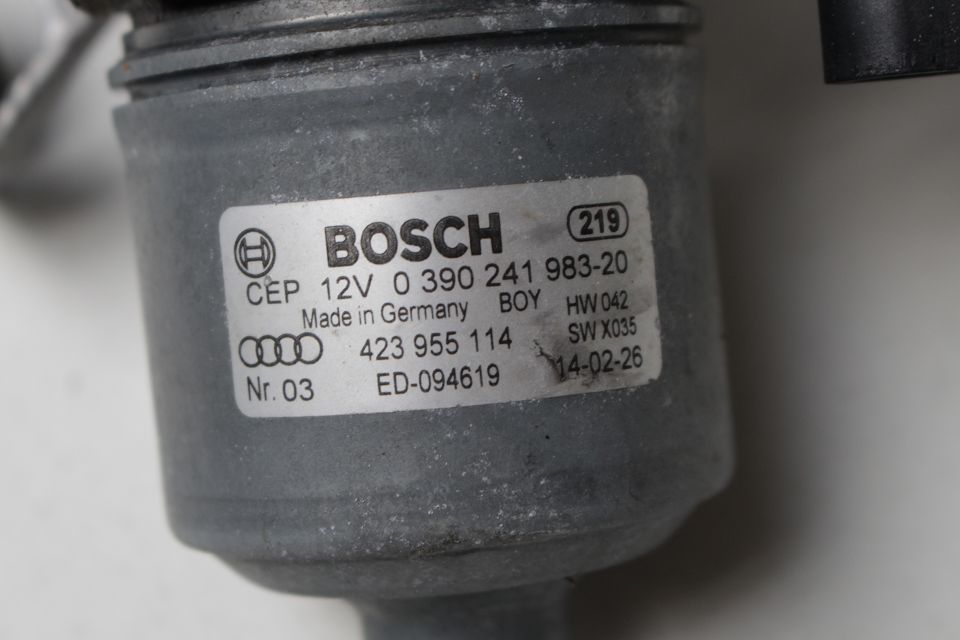 BOSCH 219
CEP 12V 0 390 241 983-20
Made in Germany BOY HW 042
423 955 114 SW X035
Nr. 03 ED-094619 14-02-26